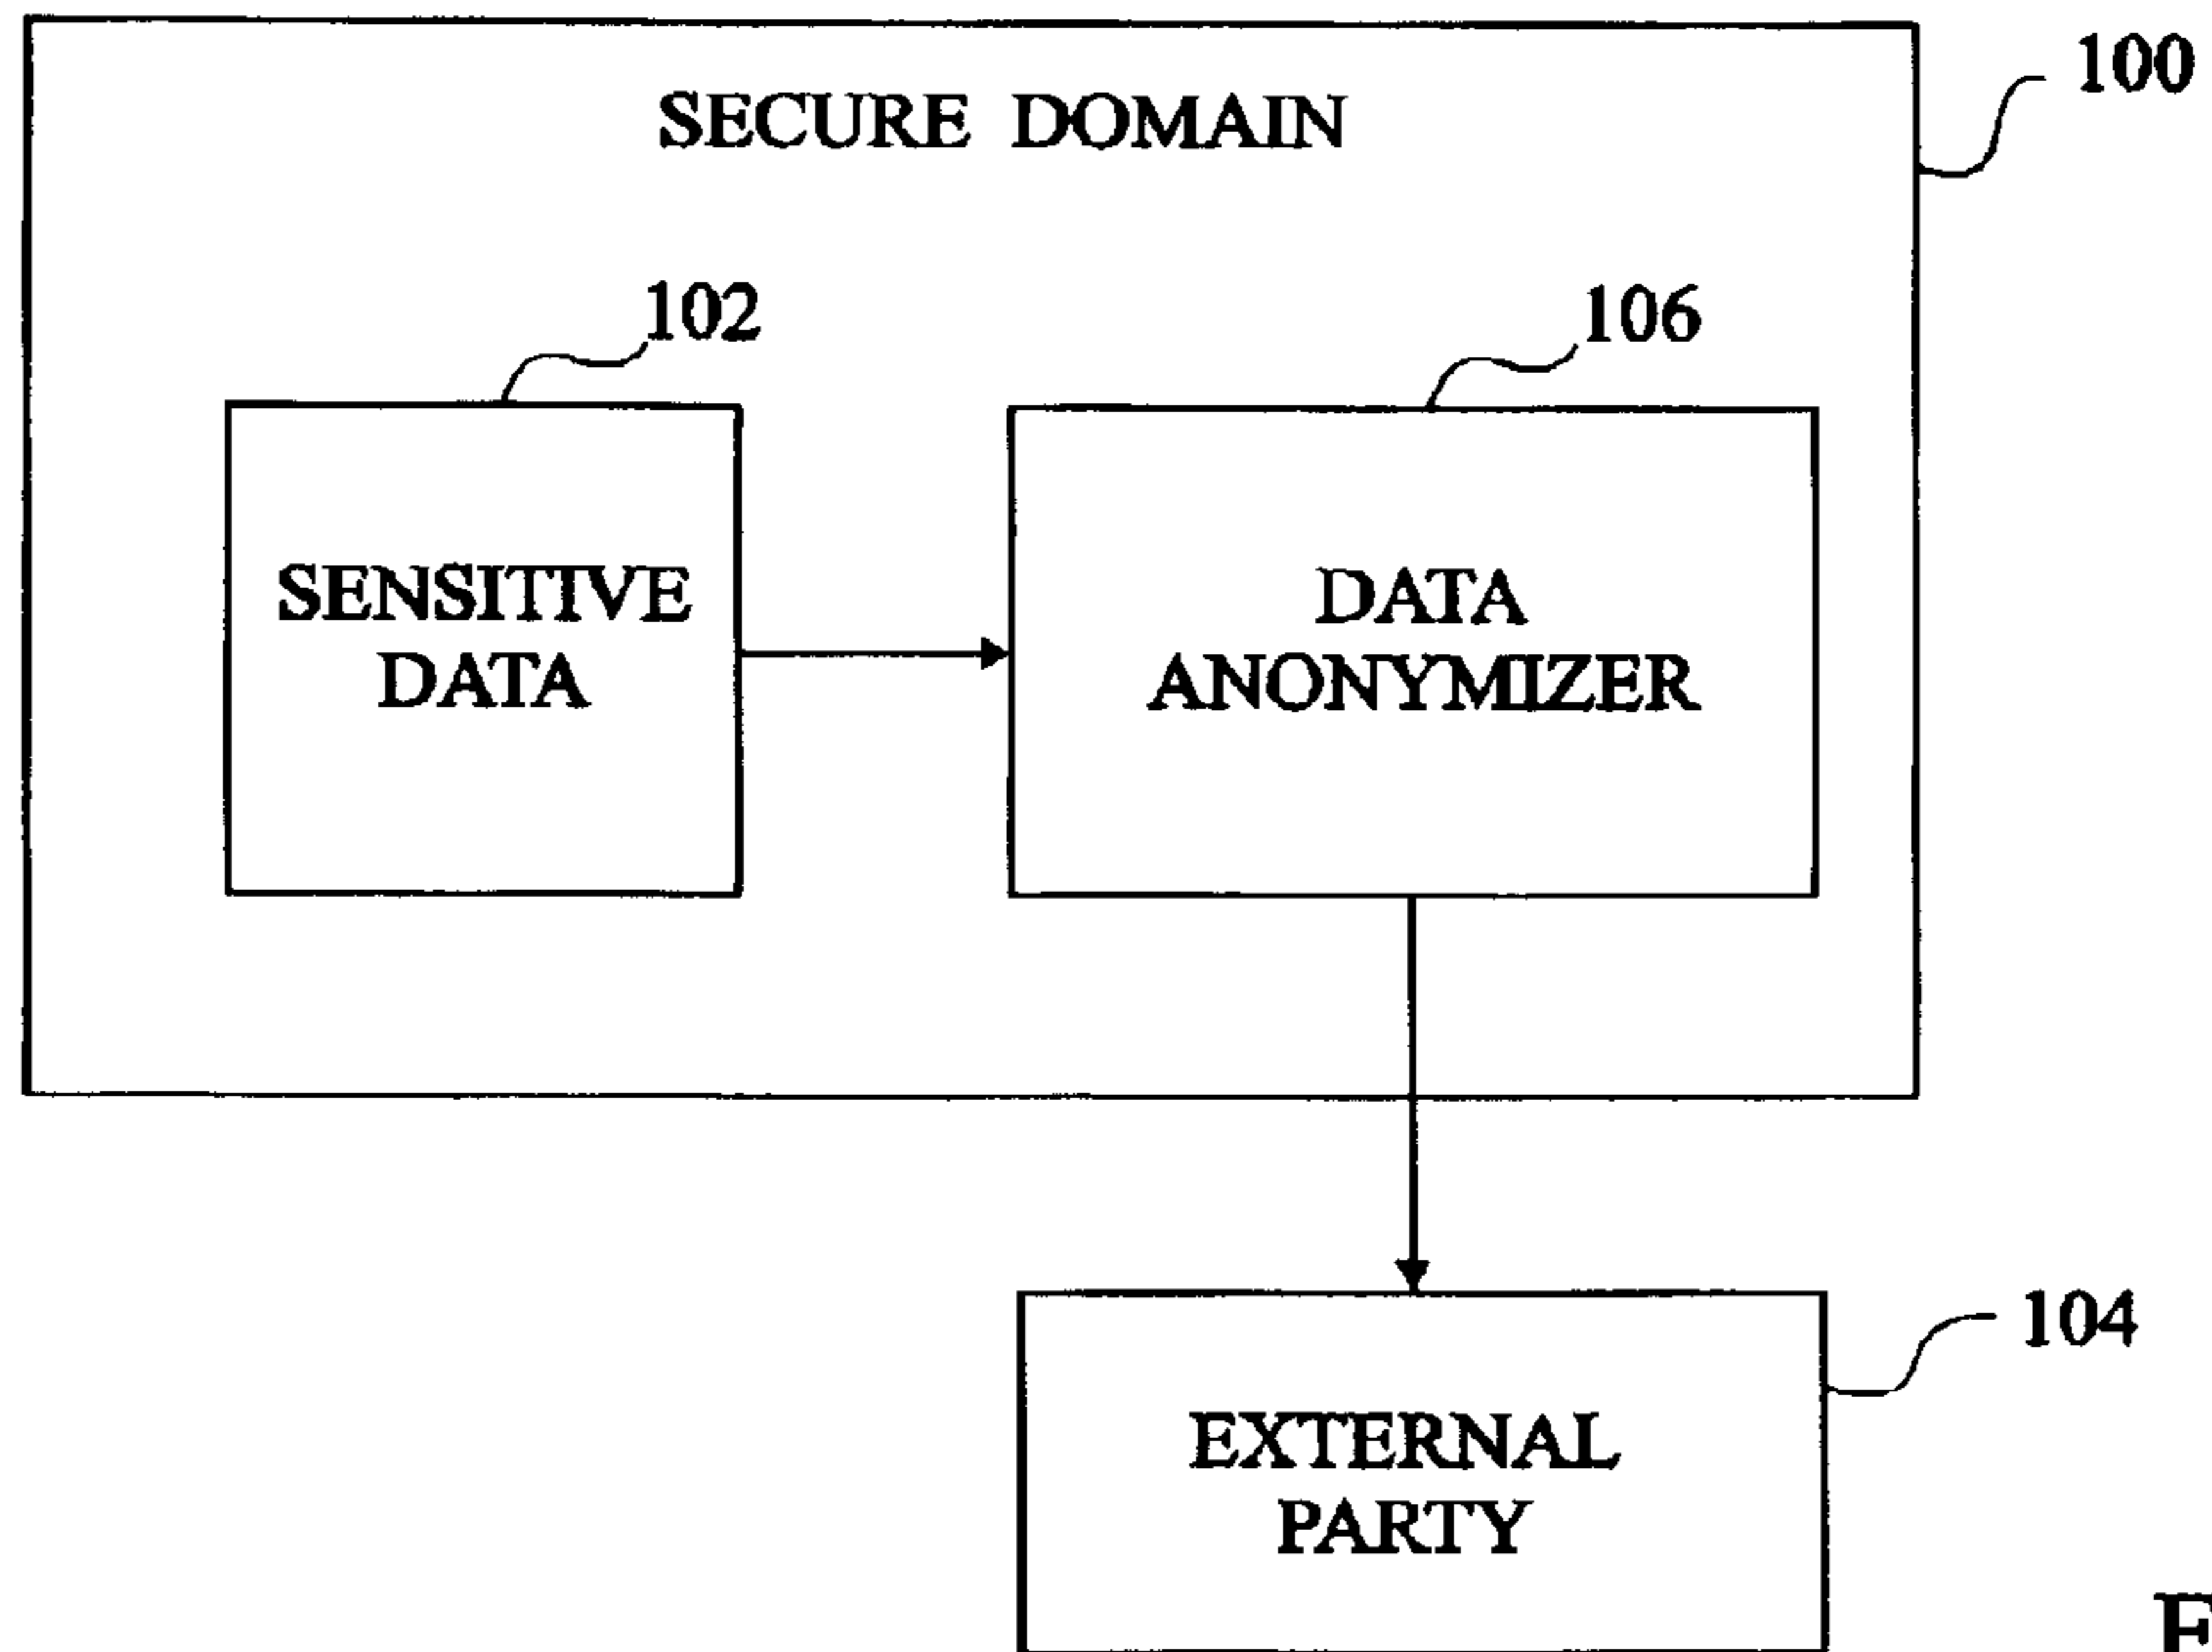 100
SECURE DOMAIN
102
106
SENSITIVE
DATA
DATA
ANONYMIZER
104
EXTERNAL
PARTY